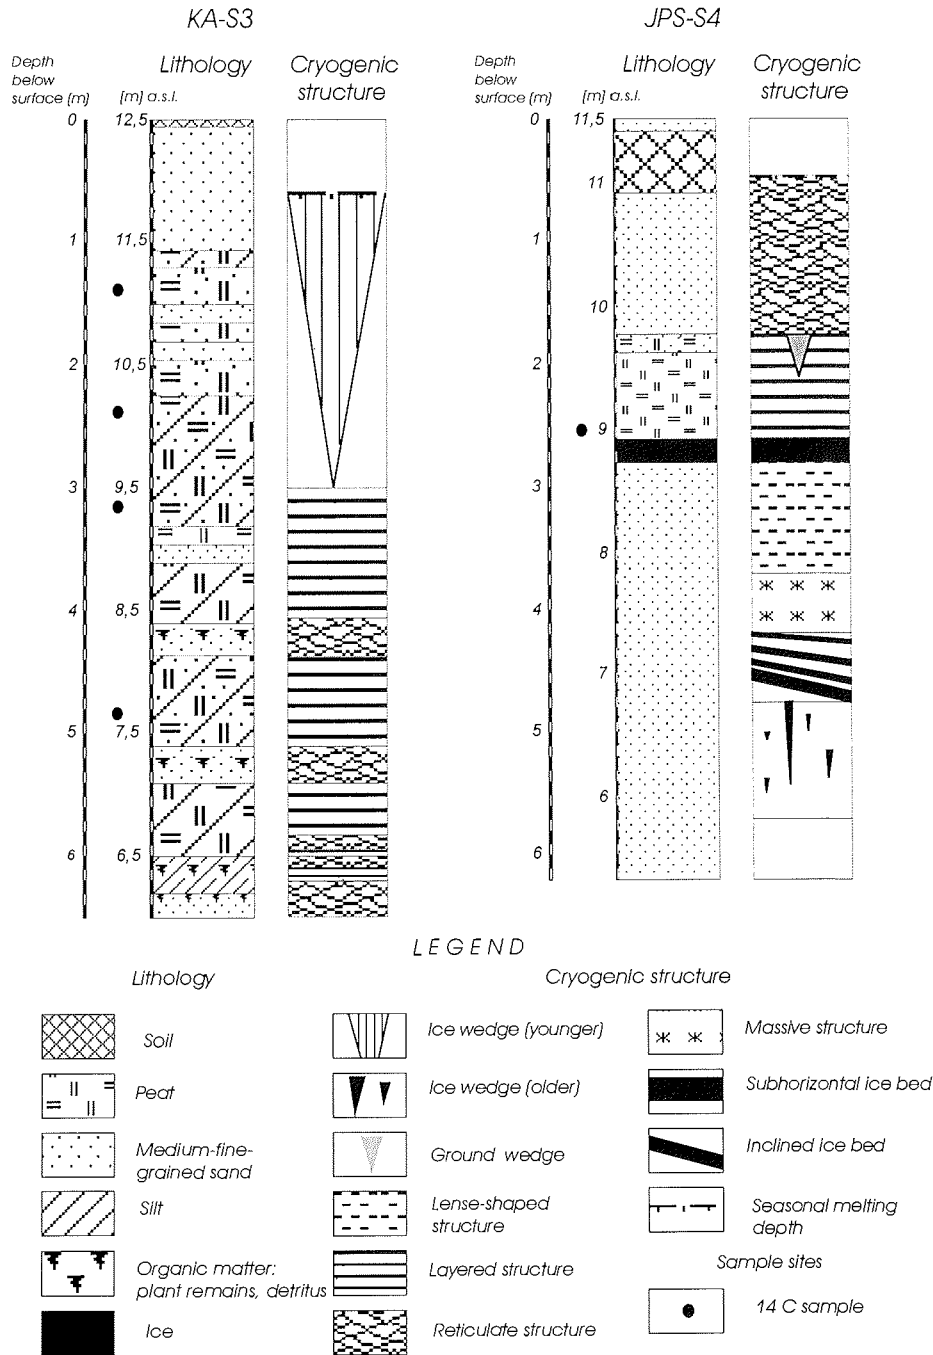 KA-S3
JPS-S4
Depth
below
surface (m)
Lithology
[m] a.s.l.
Cryogenic
structure
Depth
below
surface (m)
Lithology
[m] a.s.l.
Cryogenic
structure
0
12,5
1
11,5
10,5
2
3
9,5
4
8,5
5
7,5
6
6,5
0
11,5
11
1
10
2
9
3
8
4
7
5
6
6
LEGEND
Lithology
Cryogenic structure
Soil
Peat
Medium-fine-
grained sand
Silt
Organic matter:
plant remains, detritus
Ice
Ice wedge (younger)
Ice wedge (older)
Ground wedge
Lense-shaped
structure
Layered structure
Reticulate structure
Massive structure
Subhorizontal ice bed
Inclined ice bed
Seasonal melting
depth
Sample sites
14 C sample